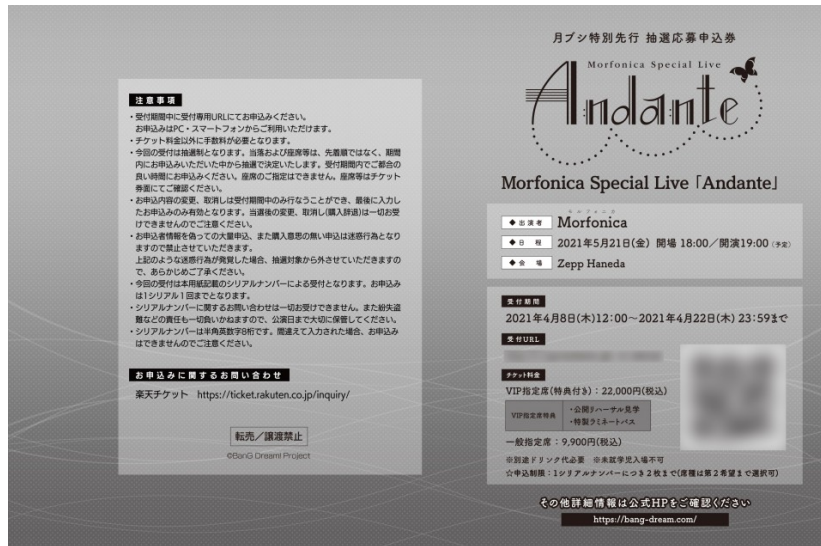 注意事項
・受付期間中に受付専用URLにてお申込みください。
お申込みはPC・スマートフォンからご利用いただけます。
・チケット料金以外に手数料が必要となります。
・今回の受付は抽選制となります。当落および座席等は、先着順ではなく、期間
内にお申込みいただいた中から抽選で決定いたします。受付期間内でご都合の
良い時間にお申込みください。座席のご指定はできません。座席等はチケット
券面にてご確認ください。
・お申込内容の変更、取消しは受付期間中のみ行なうことができ、最後に入力し
たお申込みのみ有効となります。当選後の変更、取消し(購入辞退)は一切お受
けできませんのでご注意ください。
・お申込者情報を偽っての大量申込、また購入意思の無い申込は迷惑行為となり
ますので禁止させていただきます。
上記のような迷惑行為が発覚した場合、抽選対象から外させていただきますの
で、あらかじめご了承ください。
・今回の受付は本用紙記載のシリアルナンバーによる受付となります。お申込み
は1シリアル1回までとなります。
・シリアルナンバーに関するお問い合わせは一切お受けできません。また紛失盗
難などの責任も一切負いかねますので、公演日まで大切に保管してください。
・シリアルナンバーは半角英数字8桁です。間違えて入力された場合、お申込み
はできませんのでご注意ください。
お申込みに関するお問い合わせ
楽天チケット https://ticket.rakuten.co.jp/inquiry/
転売／譲渡禁止
©BanG Dream! Project
月ブシ特別先行 抽選応募申込券
Morfonica Special Live
Andante
Morfonica Special Live「Andante」
モルフォニカ
◆出演者 Morfonica
◆日 程 2021年5月21日(金) 開場 18:00／開演19:00 (予定)
◆会 場 Zepp Haneda
受付期間
2021年4月8日(木)12:00～2021年4月22日(木) 23:59まで
受付URL
チケット料金
VIP指定席(特典付き)：22,000円(税込)
VIP指定席特典
・公開リハーサル見学
・特製ラミネートパス
一般指定席：9,900円(税込)
※別途ドリンク代必要 ※未就学児入場不可
☆申込制限：1シリアルナンバーにつき2枚まで(席種は第2希望まで選択可)
その他詳細情報は公式HPをご確認ください
https://bang-dream.com/